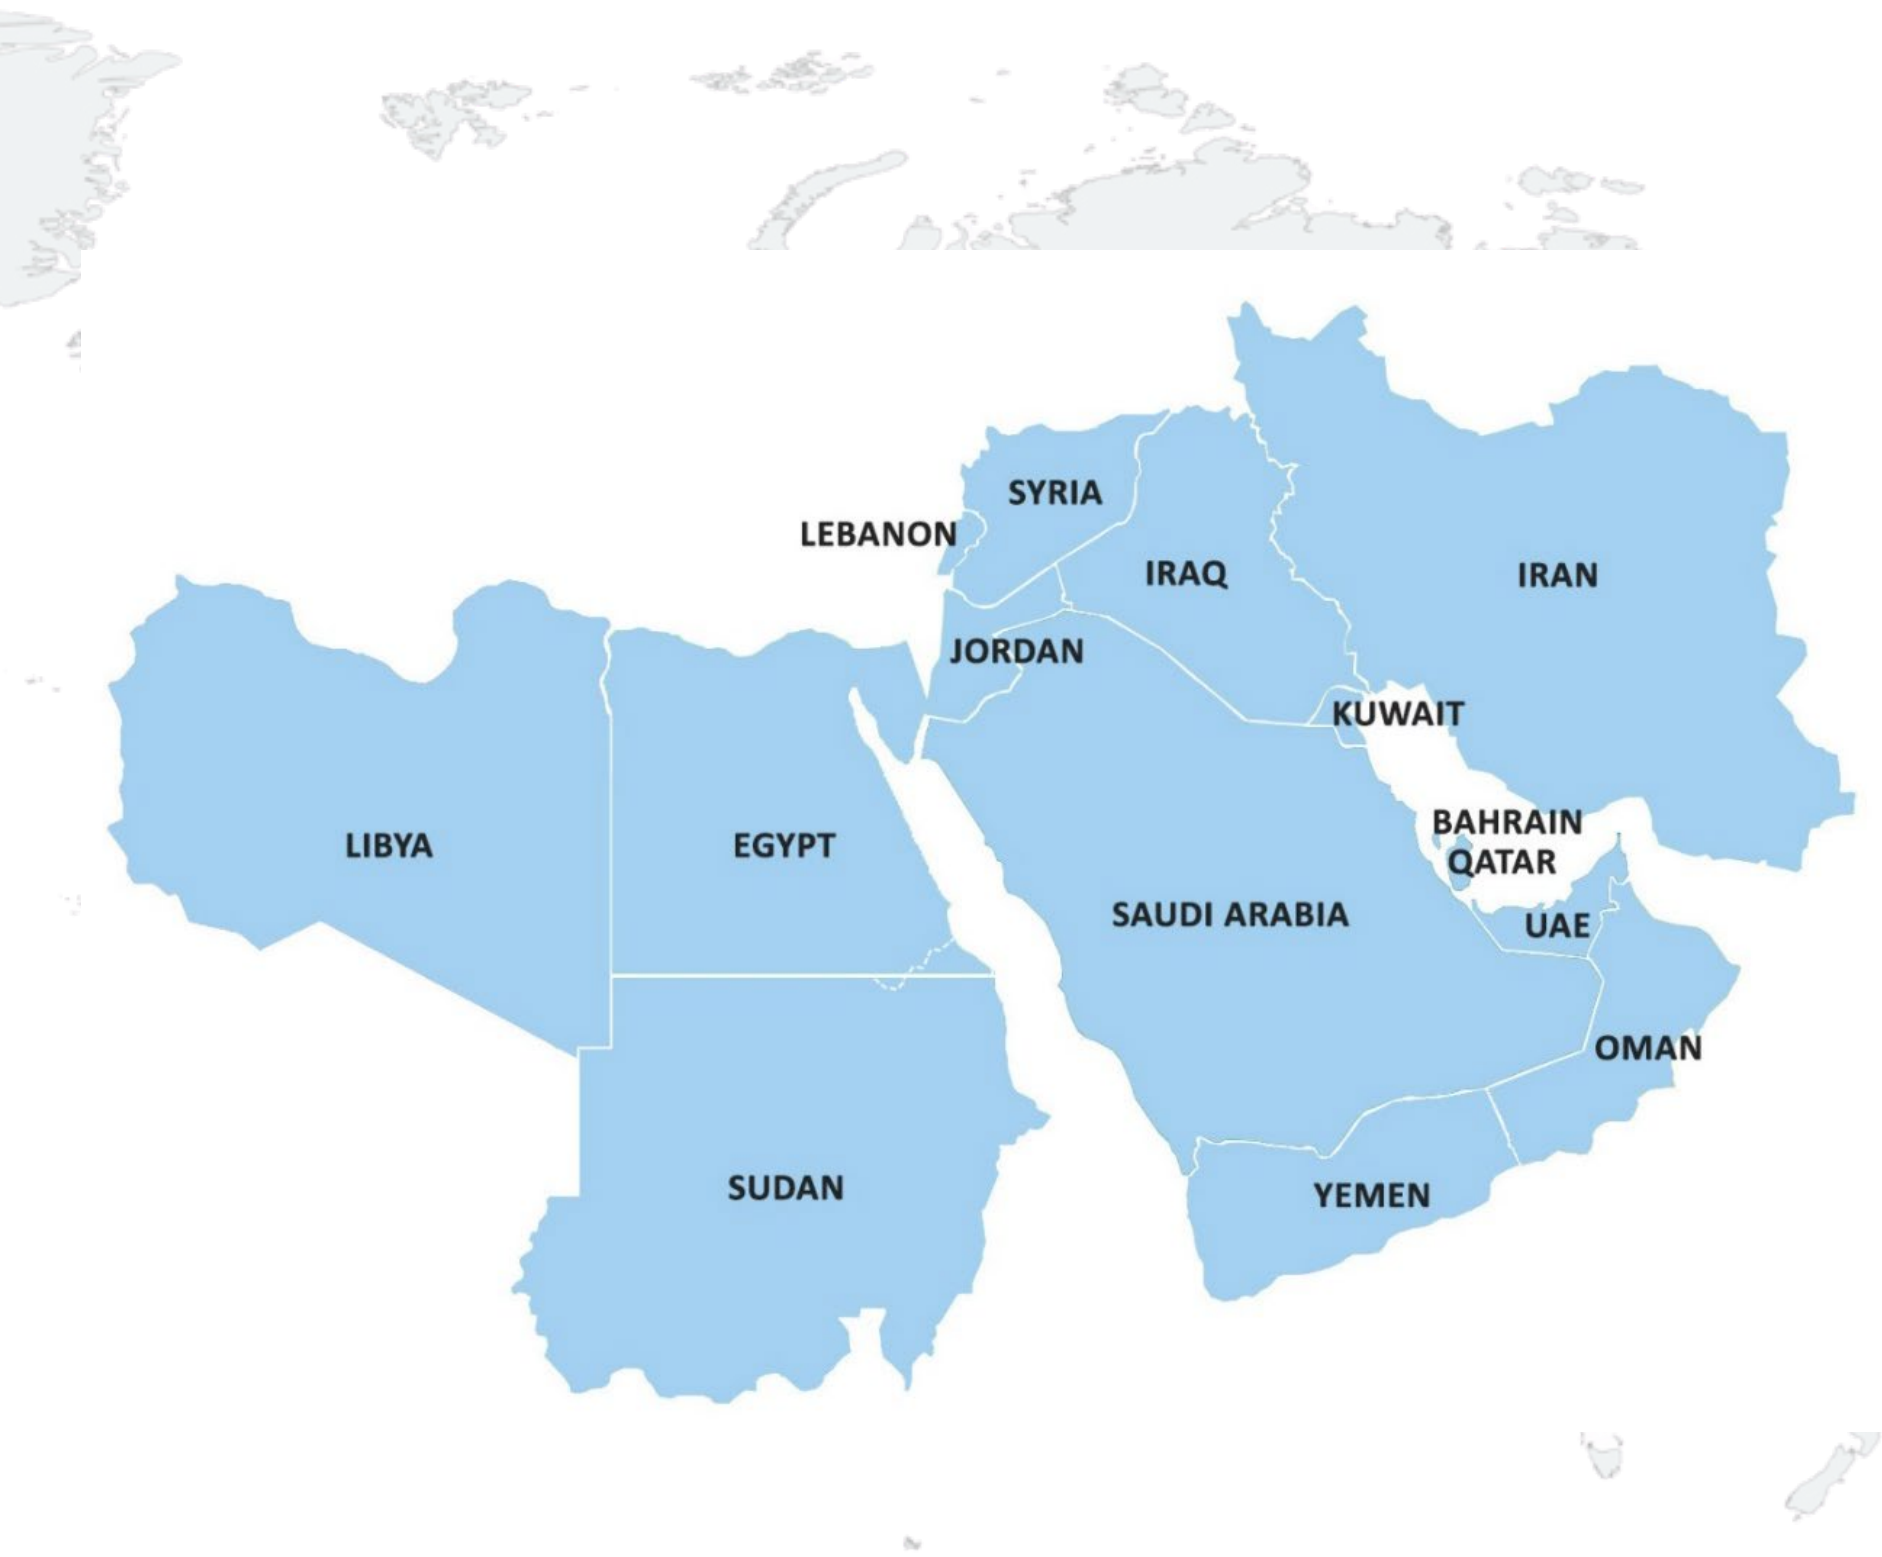 SYRIA
LEBANON
IRAQ
IRAN
JORDAN
KUWAIT
BAHRAIN
QATAR
LIBYA
EGYPT
SAUDI ARABIA
UAE
OMAN
SUDAN
YEMEN